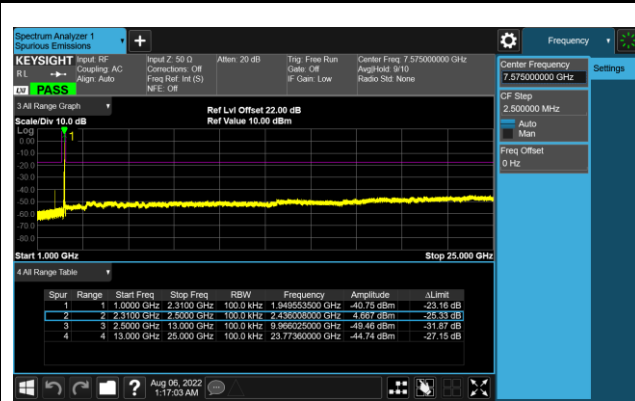 Spectrum Analyzer 1
Spurious Emissions
+
Frequency
KEYSIGHT Input: RF Input Z: 50 Ω Atten: 20 dB Trig: Free Run Center Freq: 7.575000000 GHz
RL Coupling: AC Corrections: Off Gate: Off Avg|Hold: 9/10
Align: Auto Freq Ref: Int (S) IF Gain: Low Radio Std: None
NFE: Off
LXI PASS
Center Frequency
7.575000000 GHz
Settings
CF Step
2.500000 MHz
Auto
Man
Freq Offset
0 Hz
3 All Range Graph
Ref Lvl Offset 22.00 dB
Scale/Div 10.0 dB Ref Value 10.00 dBm
Log
1
0.00
-10.0
-20.0
-30.0
-40.0
-50.0
-60.0
-70.0
-80.0
Start 1.000 GHz Stop 25.000 GHz
4 All Range Table
Spur Range Start Freq Stop Freq RBW Frequency Amplitude ΔLimit
1 1 1.0000 GHz 2.3100 GHz 100.0 kHz 1.949553500 GHz -40.75 dBm -23.16 dB
2 2 2.3100 GHz 2.5000 GHz 100.0 kHz 2.436008000 GHz 4.667 dBm -25.33 dB
3 3 2.5000 GHz 13.000 GHz 100.0 kHz 9.966025000 GHz -49.46 dBm -31.87 dB
4 4 13.000 GHz 25.000 GHz 100.0 kHz 23.77360000 GHz -44.74 dBm -27.15 dB
? Aug 06, 2022
1:17:03 AM